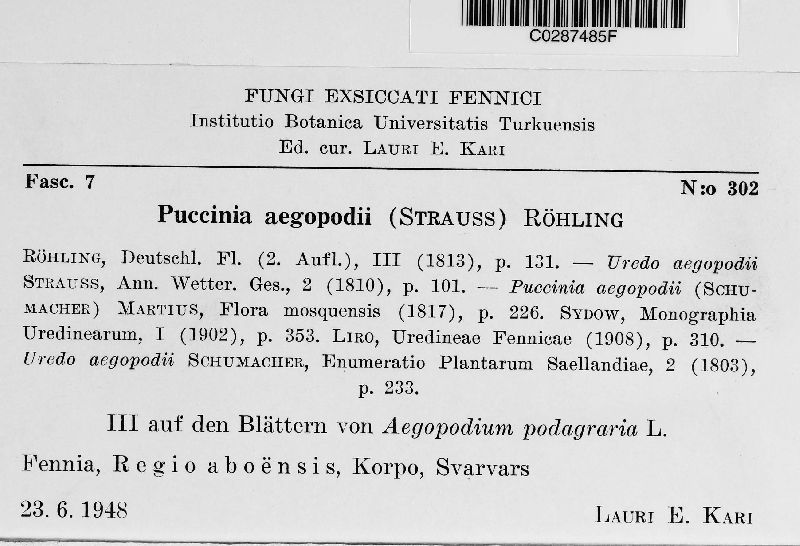 C0287485F
FUNGI EXSICCATI FENNICI
Institutio Botanica Universitatis Turkuensis
Ed. cur. LAURI E. KARI
Fasc. 7 N:o 302
Puccinia aegopodii (STRAUSS) RÖHLING
RÖHLING, Deutschl. Fl. (2. Aufl.), III (1813), p. 131. — Uredo aegopodii
STRAUSS, Ann. Wetter. Ges., 2 (1810), p. 101. — Puccinia aegopodii (SCHU-
MACHER) MARTIUS, Flora mosquensis (1817), p. 226. SYDOW, Monographia
Uredinearum, I (1902), p. 353. LIRO, Uredineae Fennicae (1908), p. 310. —
Uredo aegopodii SCHUMACHER, Enumeratio Plantarum Saellandiae, 2 (1803),
p. 233.
III auf den Blättern von Aegopodium podagraria L.
Fennia, Regio aboënsis, Korpo, Svarvars
23. 6. 1948 LAURI E. KARI